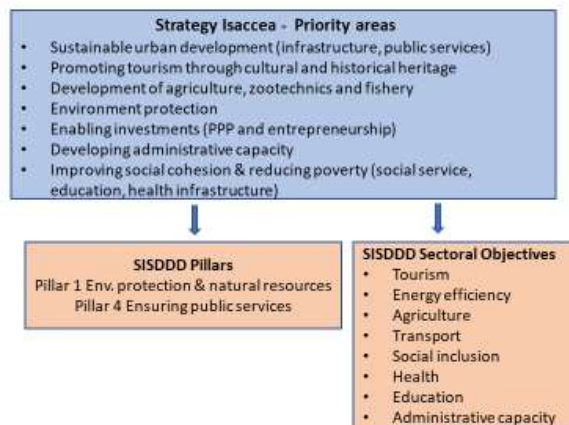 Strategy Isaccea - Priority areas
• Sustainable urban development (infrastructure, public services)
• Promoting tourism through cultural and historical heritage
• Development of agriculture, zootechnics and fishery
• Environment protection
• Enabling investments (PPP and entrepreneurship)
• Developing administrative capacity
• Improving social cohesion & reducing poverty (social service,
education, health infrastructure)
SISDDD Pillars
Pillar 1 Env. protection & natural resources
Pillar 4 Ensuring public services
SISDDD Sectoral Objectives
• Tourism
• Energy efficiency
• Agriculture
• Transport
• Social inclusion
• Health
• Education
• Administrative capacity